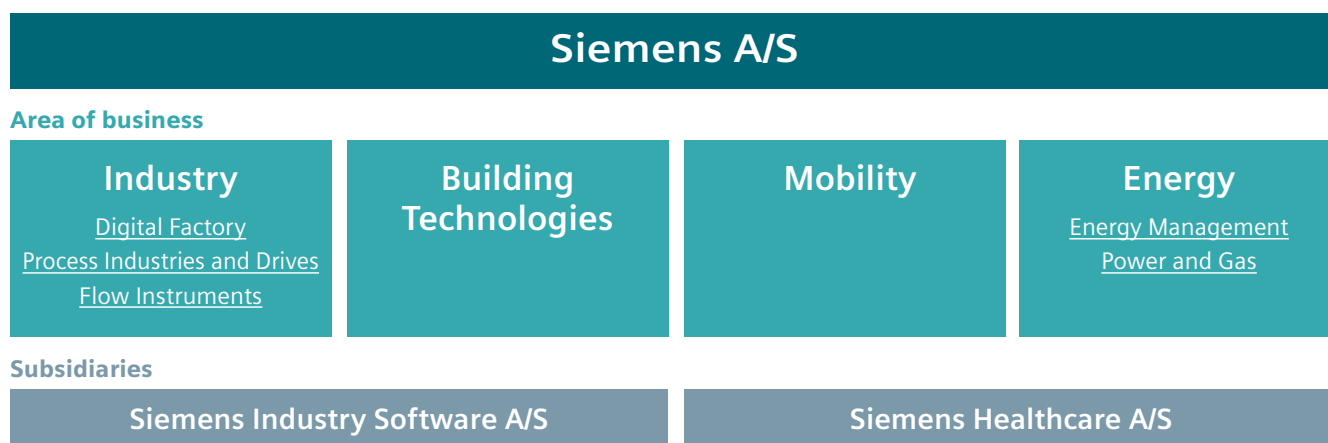 Siemens A/S
Area of business
Industry
Digital Factory
Process Industries and Drives
Flow Instruments
Building
Technologies
Mobility
Energy
Energy Management
Power and Gas
Subsidiaries
Siemens Industry Software A/S
Siemens Healthcare A/S